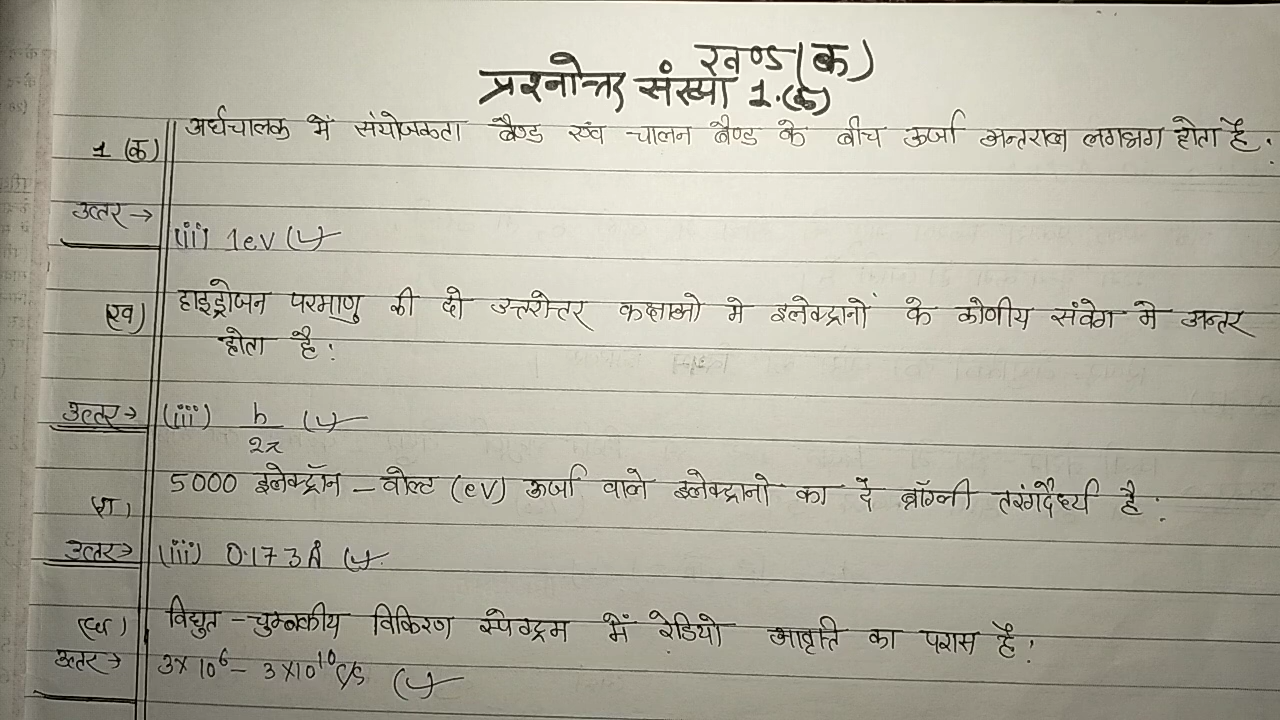 खण्ड (क)
प्रश्नोत्तर संख्या 1.(क)
1 (क) अर्धचालक में संयोजकता बैण्ड एंव चालन बैण्ड के बीच ऊर्जा अन्तराल लगभग होता है:
उत्तर →
(ii) 1eV
(ख) हाइड्रोजन परमाणु की दो उत्तरोत्तर कक्षाओ मे इलेक्ट्रानों के कोणीय संवेग मे अन्तर
होता है:
उत्तर → (iii) h/2π
ग, 5000 इलेक्ट्रॉन – वोल्ट (eV) ऊर्जा वाले इलेक्ट्रानो का दे ब्रॉग्ली तरंगदैर्ध्य है:
उत्तर → (iii) 0.173Å
(घ) विद्युत – चुम्बकीय विकिरण स्पेक्ट्रम में रेडियो आवृति का परास है:
उत्तर → 3×10⁶ – 3×10¹⁰ c/s